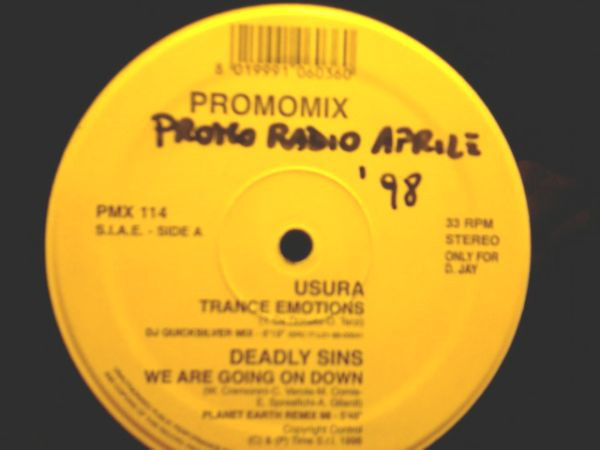 8 019991 060360
PROMOMIX
PROMO RADIO APRILE
'98
PMX 114
S.I.A.E. - SIDE A
33 RPM
STEREO
ONLY FOR
D. JAY
USURA
TRANCE EMOTIONS
DJ QUICKSILVER MIX
DEADLY SINS
WE ARE GOING ON DOWN
PLANET EARTH REMIX 98 - 5'48"
Copyright Control
(C) & (P) Time S.r.l. 1998